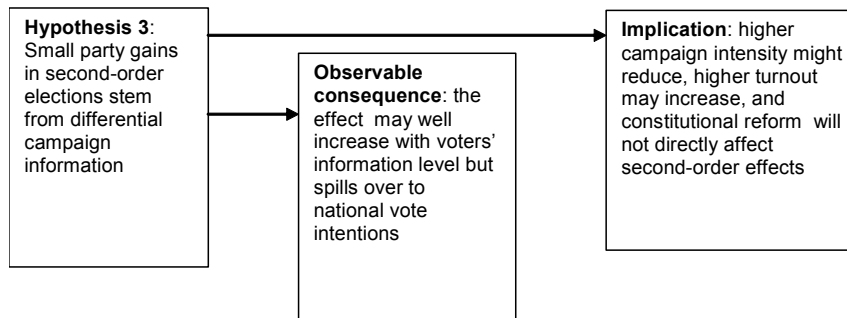 Hypothesis 3:
Small party gains
in second-order
elections stem
from differential
campaign
information
Observable
consequence: the
effect may well
increase with voters'
information level but
spills over to
national vote
intentions
Implication: higher
campaign intensity might
reduce, higher turnout
may increase, and
constitutional reform will
not directly affect
second-order effects